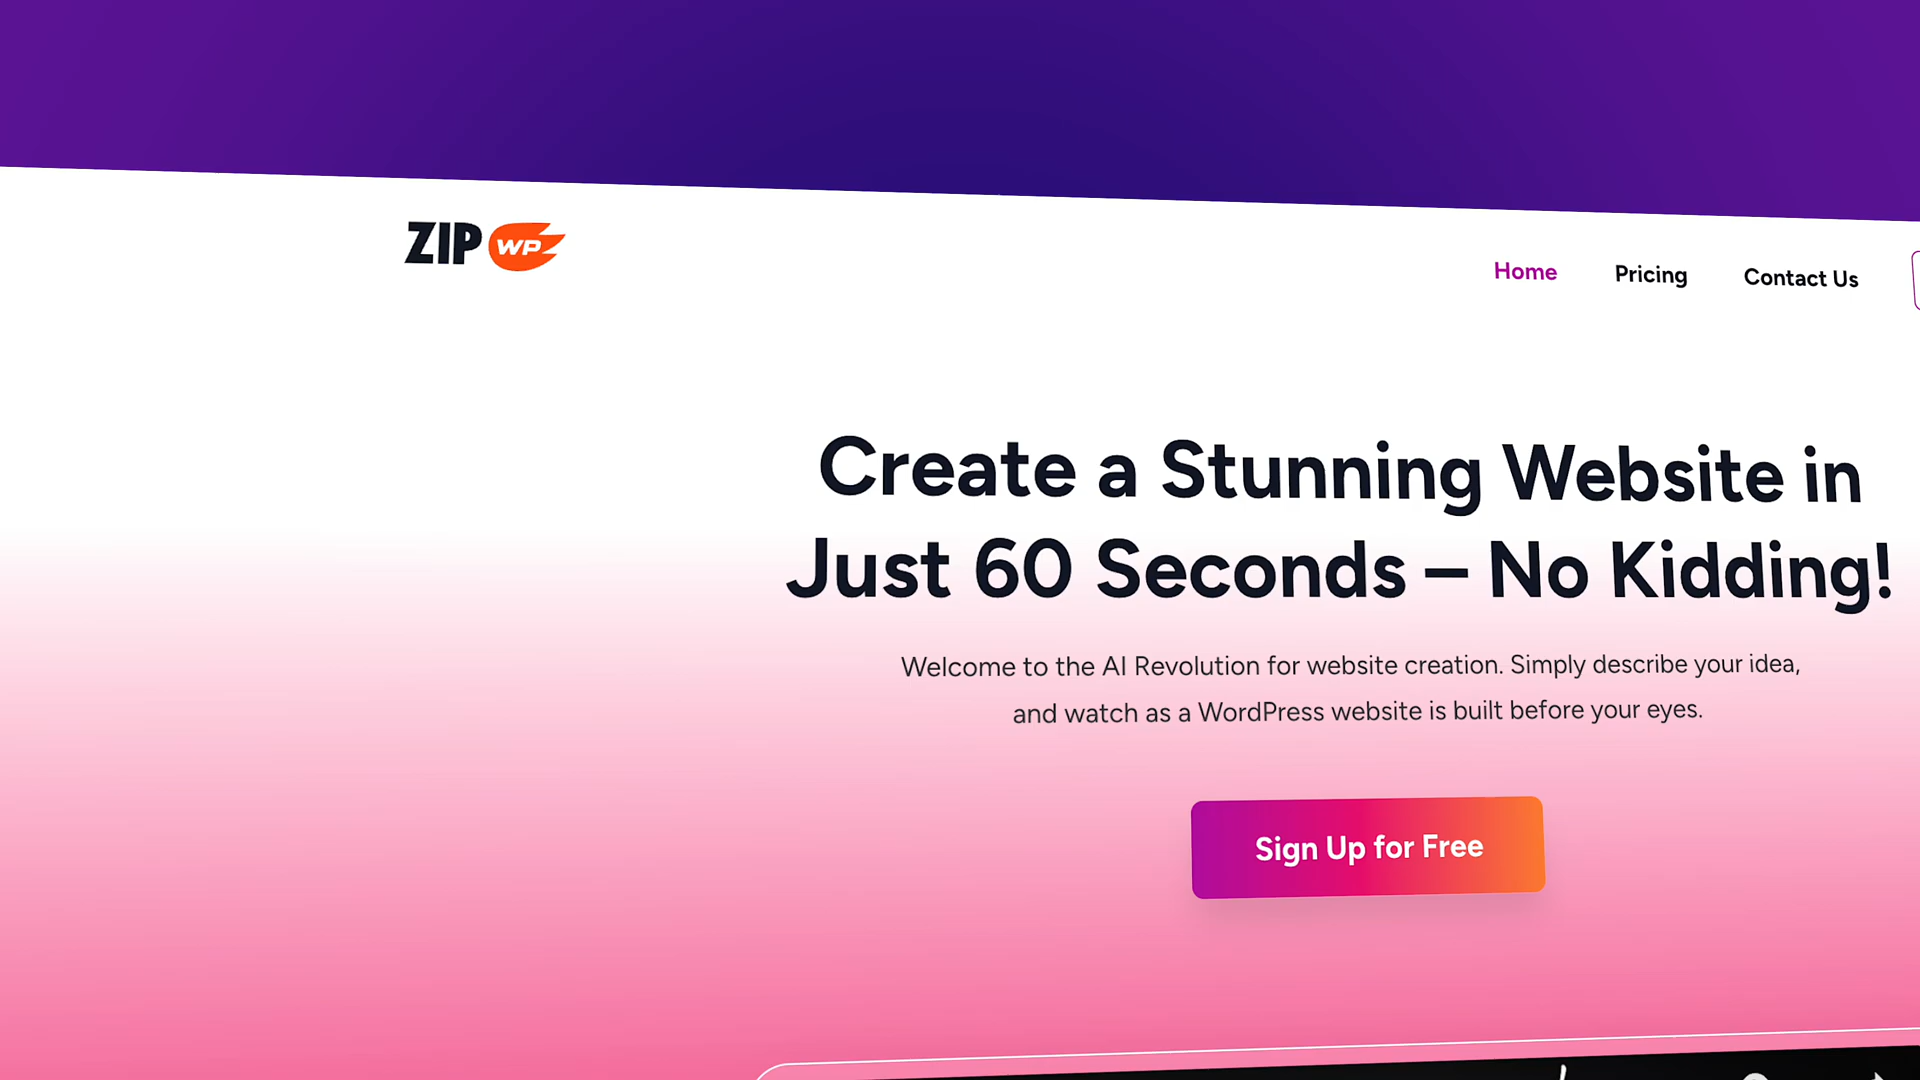 ZIP WP
Home Pricing Contact Us
Create a Stunning Website in
Just 60 Seconds – No Kidding!
Welcome to the AI Revolution for website creation. Simply describe your idea,
and watch as a WordPress website is built before your eyes.
Sign Up for Free